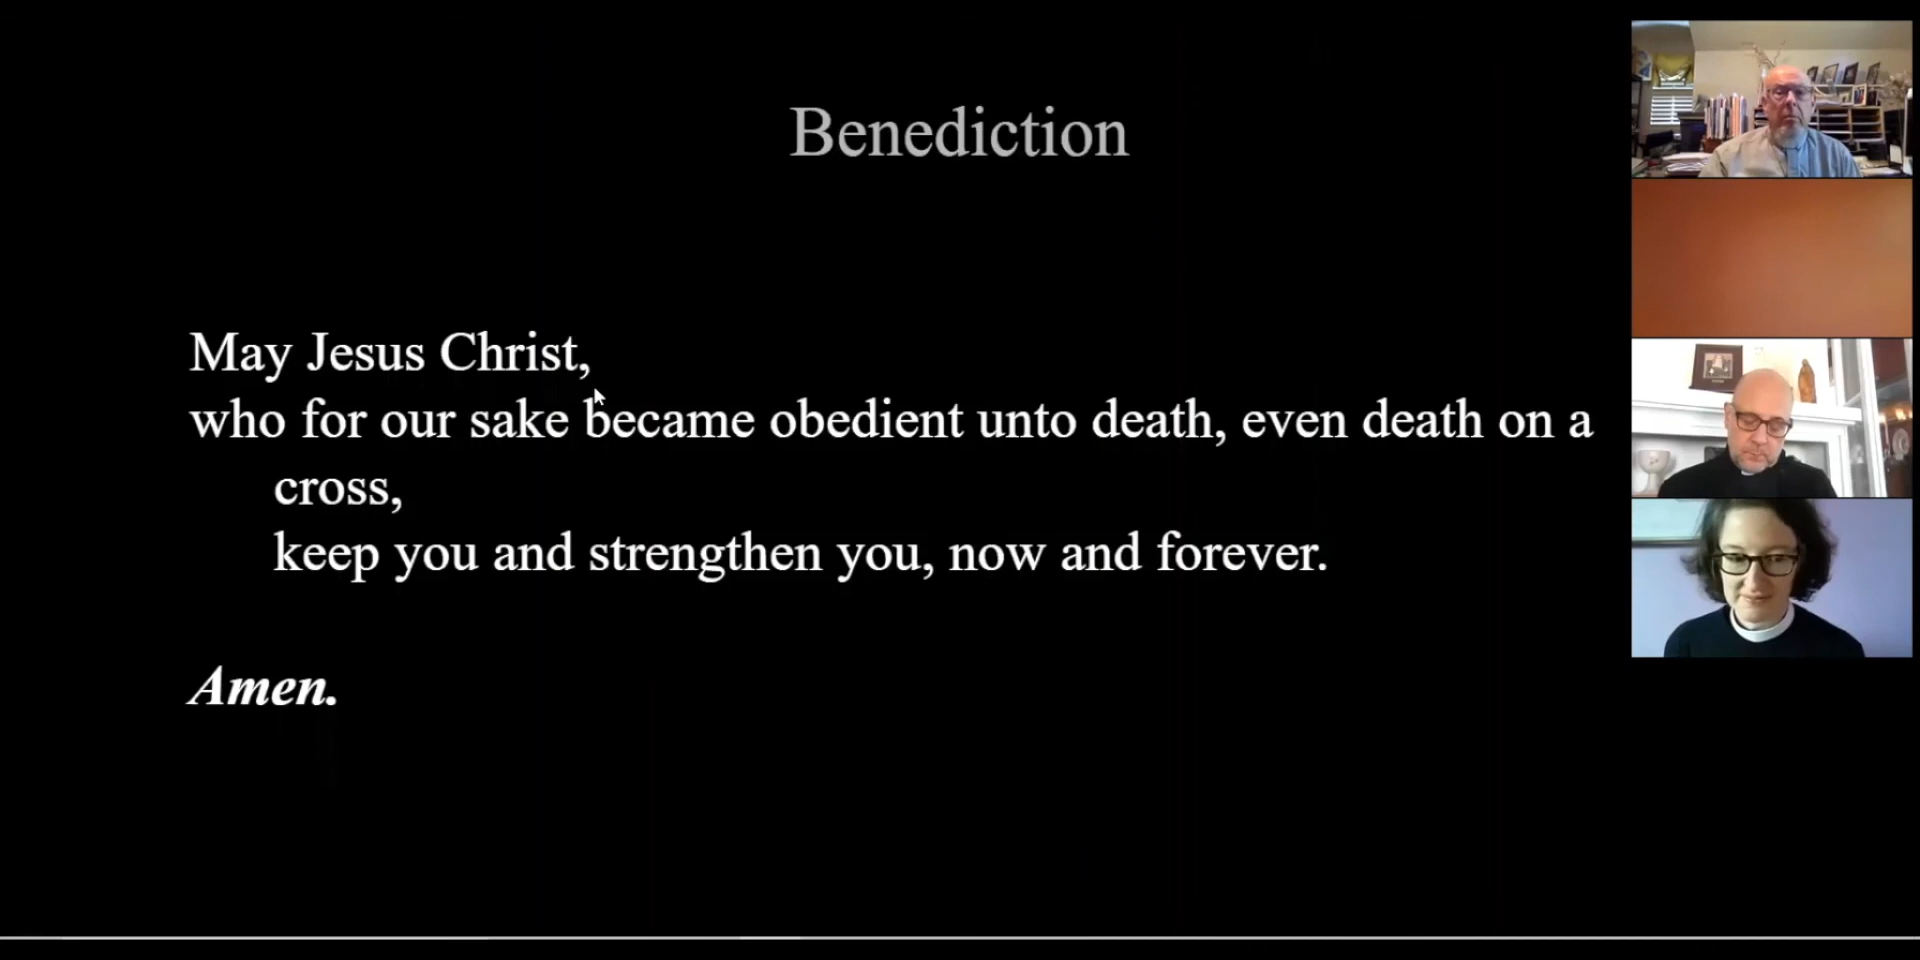 Benediction
May Jesus Christ,
who for our sake became obedient unto death, even death on a
cross,
keep you and strengthen you, now and forever.
Amen.